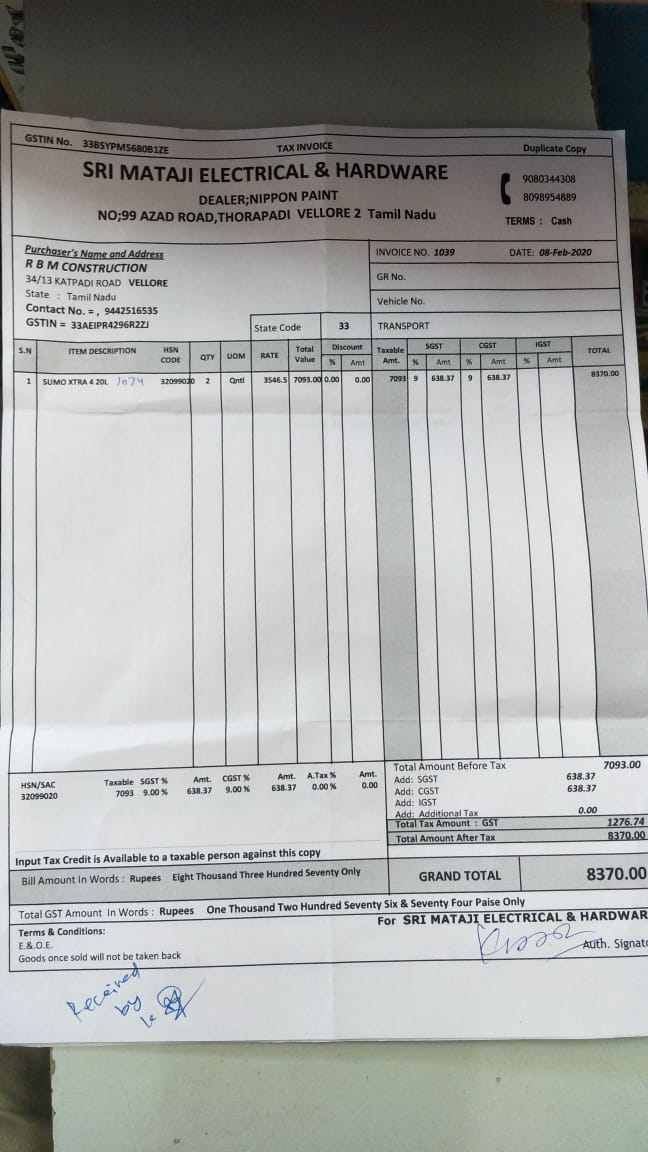 GSTIN No. 33BSYPM5680B1ZE TAX INVOICE Duplicate Copy
SRI MATAJI ELECTRICAL & HARDWARE
DEALER;NIPPON PAINT
NO;99 AZAD ROAD,THORAPADI VELLORE 2 Tamil Nadu
9080344308
8098954889
TERMS : Cash
Purchaser's Name and Address
R B M CONSTRUCTION
34/13 KATPADI ROAD VELLORE
State : Tamil Nadu
Contact No. = , 9442516535
GSTIN = 33AEIPR4296R2ZJ
State Code 33
INVOICE NO. 1039 DATE: 08-Feb-2020
GR No.
Vehicle No.
TRANSPORT
S.N ITEM DESCRIPTION HSN CODE QTY UOM RATE Total Value Discount % Amt Taxable Amt. SGST % Amt CGST % Amt IGST % Amt TOTAL
1 SUMO XTRA 4 20L 1074 32099020 2 Qntl 3546.5 7093.00 0.00 0.00 7093 9 638.37 9 638.37 8370.00
HSN/SAC Taxable SGST % Amt. CGST % Amt. A.Tax % Amt.
32099020 7093 9.00 % 638.37 9.00 % 638.37 0.00 % 0.00
Total Amount Before Tax 7093.00
Add: SGST 638.37
Add: CGST 638.37
Add: IGST
Add: Additional Tax 0.00
Total Tax Amount : GST 1276.74
Total Amount After Tax 8370.00
Input Tax Credit is Available to a taxable person against this copy
Bill Amount In Words : Rupees Eight Thousand Three Hundred Seventy Only
GRAND TOTAL 8370.00
Total GST Amount In Words : Rupees One Thousand Two Hundred Seventy Six & Seventy Four Paise Only
Terms & Conditions:
E.& O.E.
Goods once sold will not be taken back
For SRI MATAJI ELECTRICAL & HARDWAR
Auth. Signato
Received
by